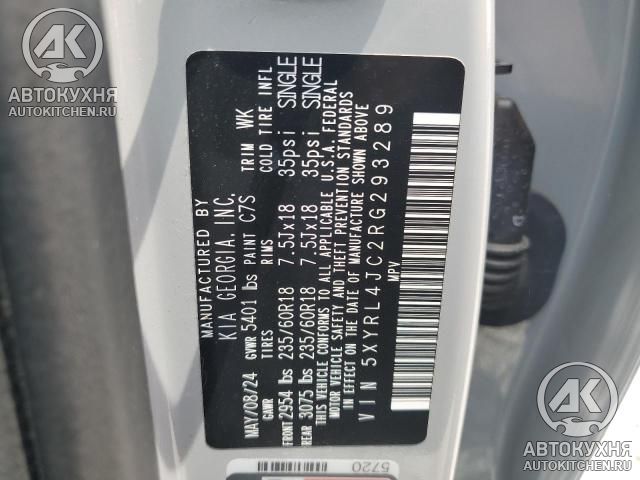 AK
АВТОКУХНЯ
AUTOKITCHEN.RU
MANUFACTURED BY
KIA GEORGIA, INC.
MAY/08/24 GVWR 5401 lbs PAINT C7S TRIM WK
GAWR TIRES RIMS COLD TIRE INFL
FRONT 2954 lbs 235/60R18 7.5Jx18 35psi SINGLE
REAR 3075 lbs 235/60R18 7.5Jx18 35psi SINGLE
THIS VEHICLE CONFORMS TO ALL APPLICABLE U.S.A. FEDERAL
MOTOR VEHICLE SAFETY AND THEFT PREVENTION STANDARDS
IN EFFECT ON THE DATE OF MANUFACTURE SHOWN ABOVE
VIN 5XYRL4JC2RG293289
MPV
5720
AK
АВТОКУХНЯ
AUTOKITCHEN.RU